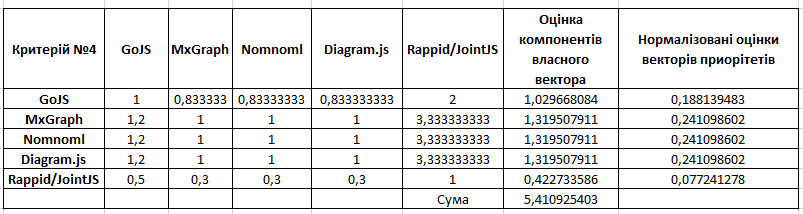 Критерій №4 GoJS MxGraph Nomnoml Diagram.js Rappid/JointJS Оцінка компонентів власного вектора Нормалізовані оцінки векторів приорітетів
GoJS 1 0,833333 0,83333333 0,833333333 2 1,029668084 0,188139483
MxGraph 1,2 1 1 1 3,333333333 1,319507911 0,241098602
Nomnoml 1,2 1 1 1 3,333333333 1,319507911 0,241098602
Diagram.js 1,2 1 1 1 3,333333333 1,319507911 0,241098602
Rappid/JointJS 0,5 0,3 0,3 0,3 1 0,422733586 0,077241278
Сума 5,410925403